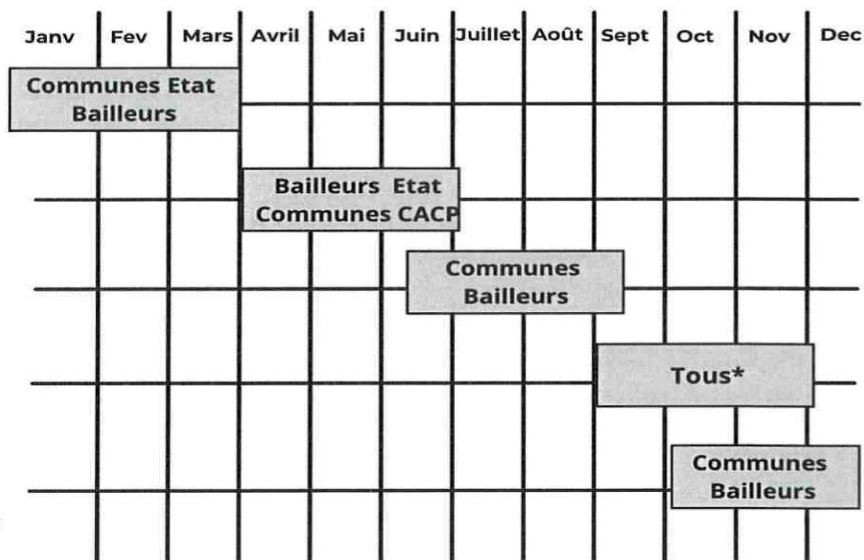 Janv Fev Mars Avril Mai Juin Juillet Août Sept Oct Nov Dec
Communes Etat
Bailleurs
Bailleurs Etat
Communes CACP
Communes
Bailleurs
Tous*
Communes
Bailleurs